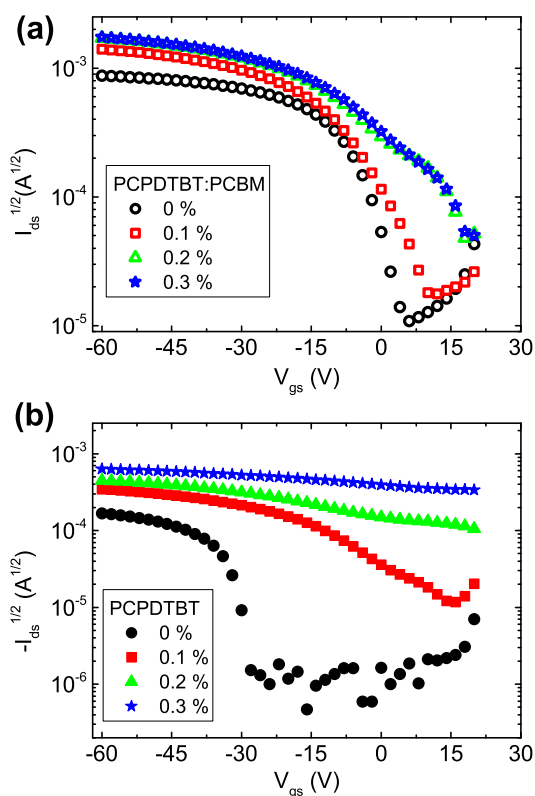 (a)
10⁻³
10⁻⁴
10⁻⁵
I_ds^1/2 (A^1/2)
PCPDTBT:PCBM
0 %
0.1 %
0.2 %
0.3 %
-60 -45 -30 -15 0 15 30
V_gs (V)
(b)
10⁻³
10⁻⁴
10⁻⁵
10⁻⁶
-I_ds^1/2 (A^1/2)
PCPDTBT
0 %
0.1 %
0.2 %
0.3 %
-60 -45 -30 -15 0 15 30
V_gs (V)